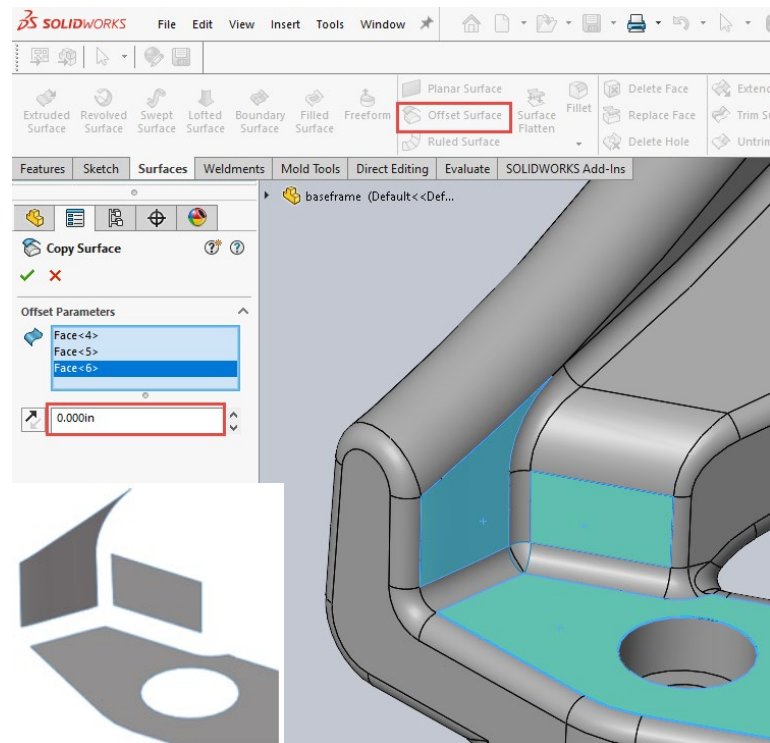 SOLIDWORKS File Edit View Insert Tools Window
Extruded Surface
Revolved Surface
Swept Surface
Lofted Surface
Boundary Surface
Filled Surface
Freeform
Planar Surface
Offset Surface
Ruled Surface
Surface Flatten
Fillet
Delete Face
Replace Face
Delete Hole
Exten
Trim Su
Untrin
Features Sketch Surfaces Weldments Mold Tools Direct Editing Evaluate SOLIDWORKS Add-Ins
baseframe (Default<<Def...
Copy Surface
Offset Parameters
Face<4>
Face<5>
Face<6>
0.000in